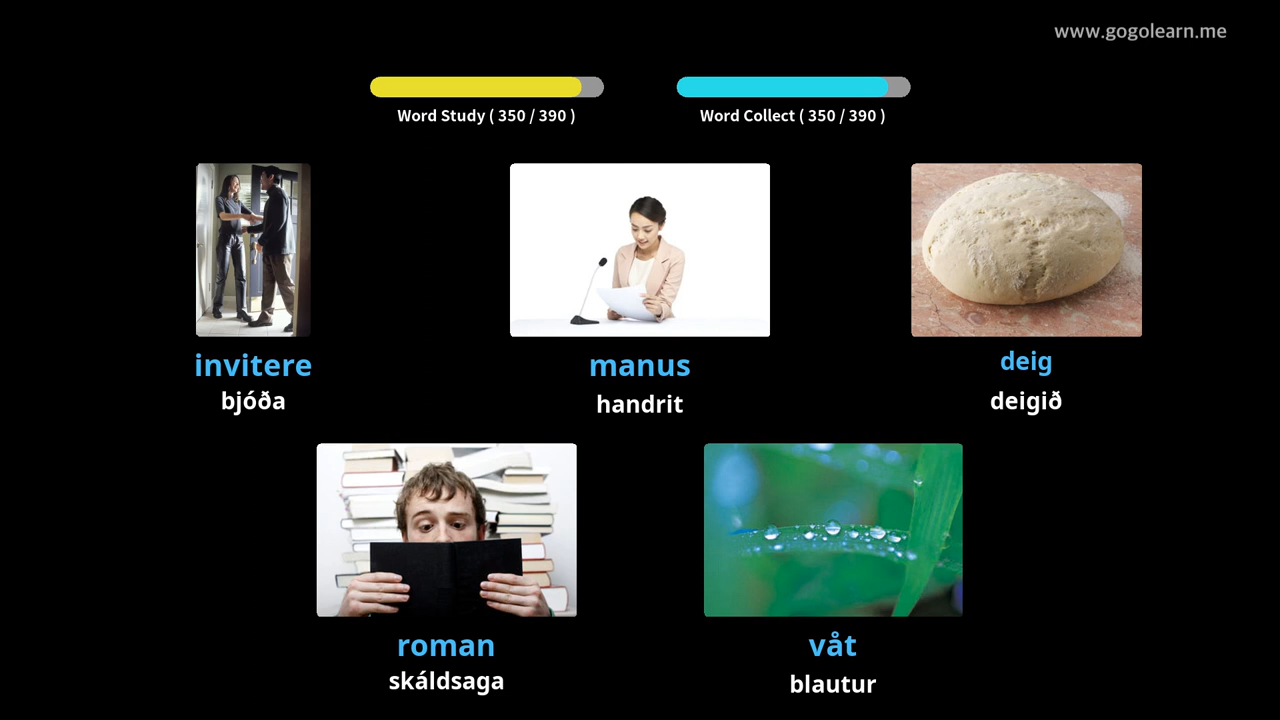 www.gogolearn.me
Word Study ( 350 / 390 )
Word Collect ( 350 / 390 )
invitere
bjóða
manus
handrit
deig
deigið
roman
skáldsaga
våt
blautur